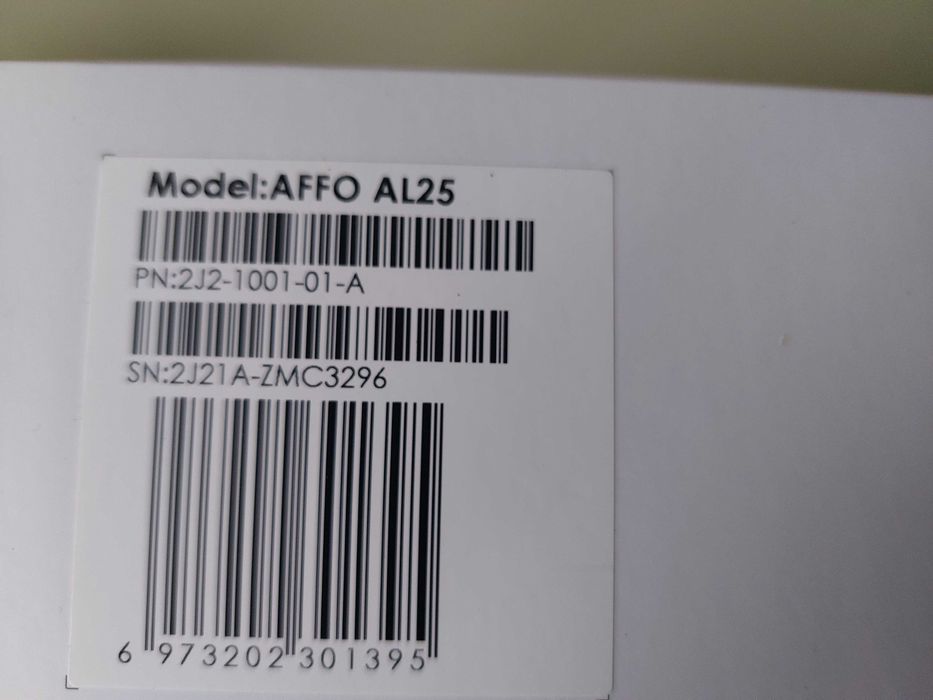 Model:AFFO AL25
PN:2J2-1001-01-A
SN:2J21A-ZMC3296
6 973202 301395